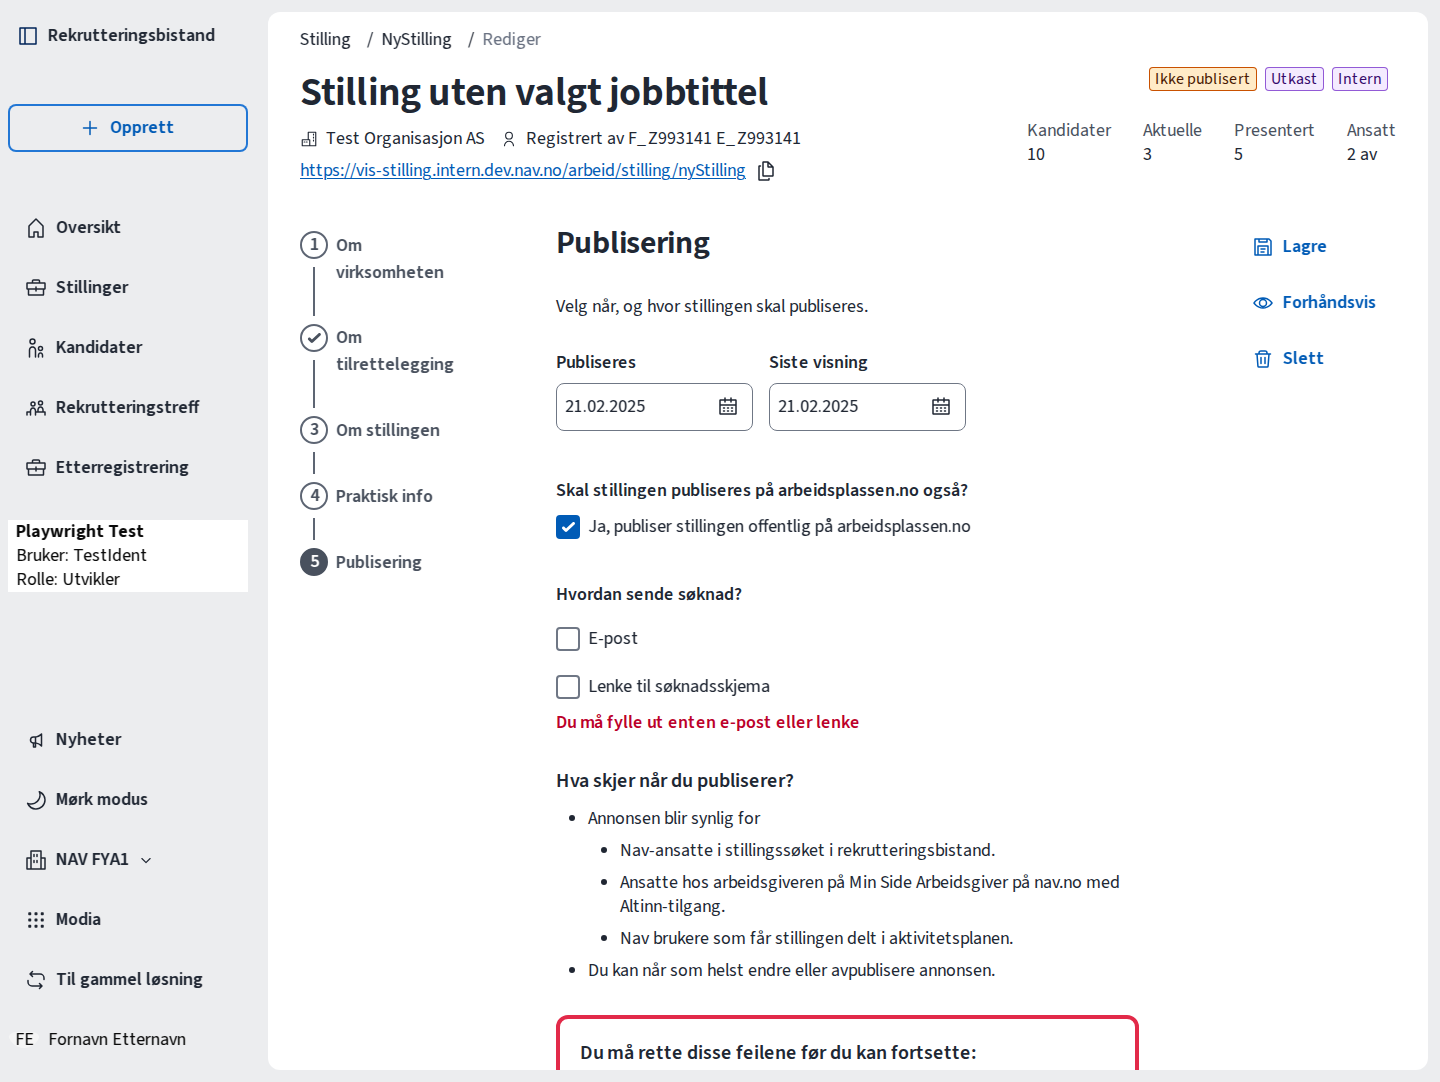 Rekrutteringsbistand
Opprett
Oversikt
Stillinger
Kandidater
Rekrutteringstreff
Etterregistrering
Playwright Test
Bruker: TestIdent
Rolle: Utvikler
Nyheter
Mørk modus
NAV FYA1
Modia
Til gammel løsning
FE Fornavn Etternavn
Stilling / NyStilling / Rediger
Stilling uten valgt jobbtittel
Ikke publisert Utkast Intern
Test Organisasjon AS Registrert av F_Z993141 E_Z993141
https://vis-stilling.intern.dev.nav.no/arbeid/stilling/nyStilling
Kandidater Aktuelle Presentert Ansatt
10 3 5 2 av
1 Om
virksomheten
Om
tilrettelegging
3 Om stillingen
4 Praktisk info
5 Publisering
Publisering
Velg når, og hvor stillingen skal publiseres.
Publiseres Siste visning
21.02.2025 21.02.2025
Skal stillingen publiseres på arbeidsplassen.no også?
Ja, publiser stillingen offentlig på arbeidsplassen.no
Hvordan sende søknad?
E-post
Lenke til søknadsskjema
Du må fylle ut enten e-post eller lenke
Hva skjer når du publiserer?
Annonsen blir synlig for
Nav-ansatte i stillingssøket i rekrutteringsbistand.
Ansatte hos arbeidsgiveren på Min Side Arbeidsgiver på nav.no med
Altinn-tilgang.
Nav brukere som får stillingen delt i aktivitetsplanen.
Du kan når som helst endre eller avpublisere annonsen.
Du må rette disse feilene før du kan fortsette:
Lagre
Forhåndsvis
Slett